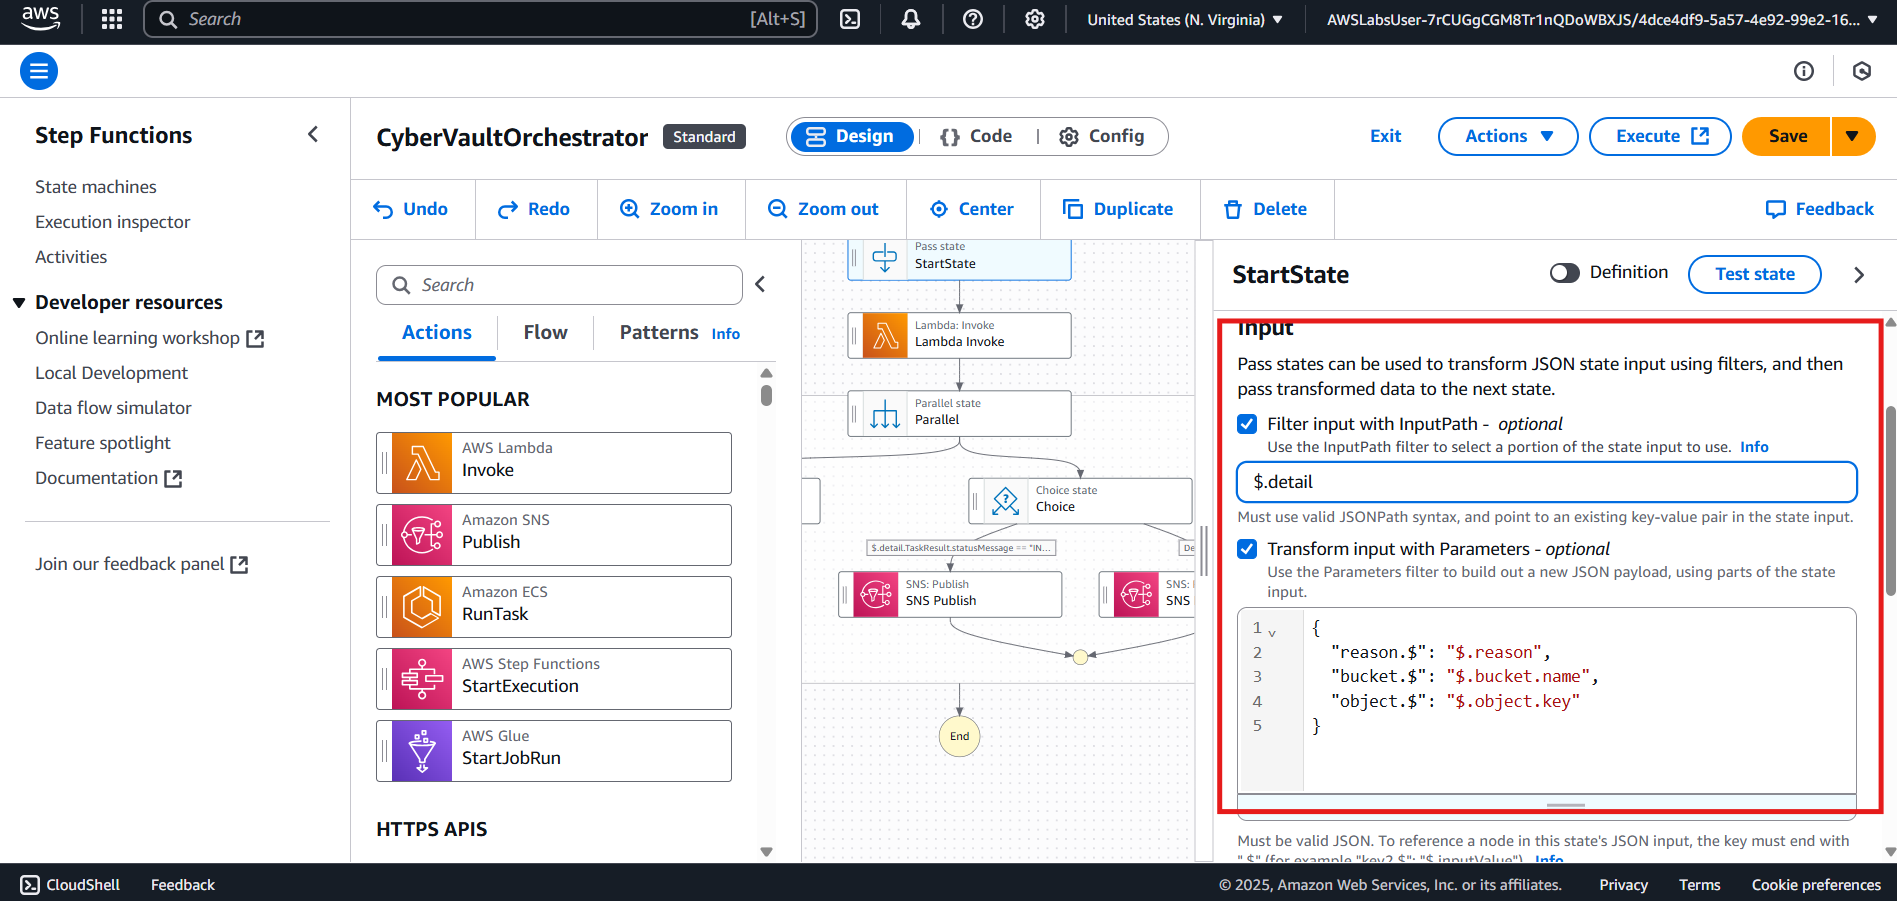 aws
Search
[Alt+S]
United States (N. Virginia)
AWSLabsUser-7rCUGgCGM8Tr1nQDoWBXJS/4dce4df9-5a57-4e92-99e2-16...
Step Functions
State machines
Execution inspector
Activities
Developer resources
Online learning workshop
Local Development
Data flow simulator
Feature spotlight
Documentation
Join our feedback panel
CyberVaultOrchestrator
Standard
Design
{} Code
Config
Exit
Actions
Execute
Save
Undo
Redo
Zoom in
Zoom out
Center
Duplicate
Delete
Feedback
Search
Actions
Flow
Patterns
Info
MOST POPULAR
AWS Lambda
Invoke
Amazon SNS
Publish
Amazon ECS
RunTask
AWS Step Functions
StartExecution
AWS Glue
StartJobRun
HTTPS APIS
Pass state
StartState
Lambda: Invoke
Lambda Invoke
Parallel state
Parallel
Choice state
Choice
$.detail.TaskResult.statusMessage == "IN...
De
SNS: Publish
SNS Publish
SNS:
SNS
End
StartState
Definition
Test state
Input
Pass states can be used to transform JSON state input using filters, and then
pass transformed data to the next state.
Filter input with InputPath - optional
Use the InputPath filter to select a portion of the state input to use. Info
$.detail
Must use valid JSONPath syntax, and point to an existing key-value pair in the state input.
Transform input with Parameters - optional
Use the Parameters filter to build out a new JSON payload, using parts of the state
input.
1 {
2 "reason.$": "$.reason",
3 "bucket.$": "$.bucket.name",
4 "object.$": "$.object.key"
5 }
Must be valid JSON. To reference a node in this state's JSON input, the key must end with
".$" (for example "key2.$": "$.inputValue"). Info
CloudShell
Feedback
© 2025, Amazon Web Services, Inc. or its affiliates.
Privacy
Terms
Cookie preferences